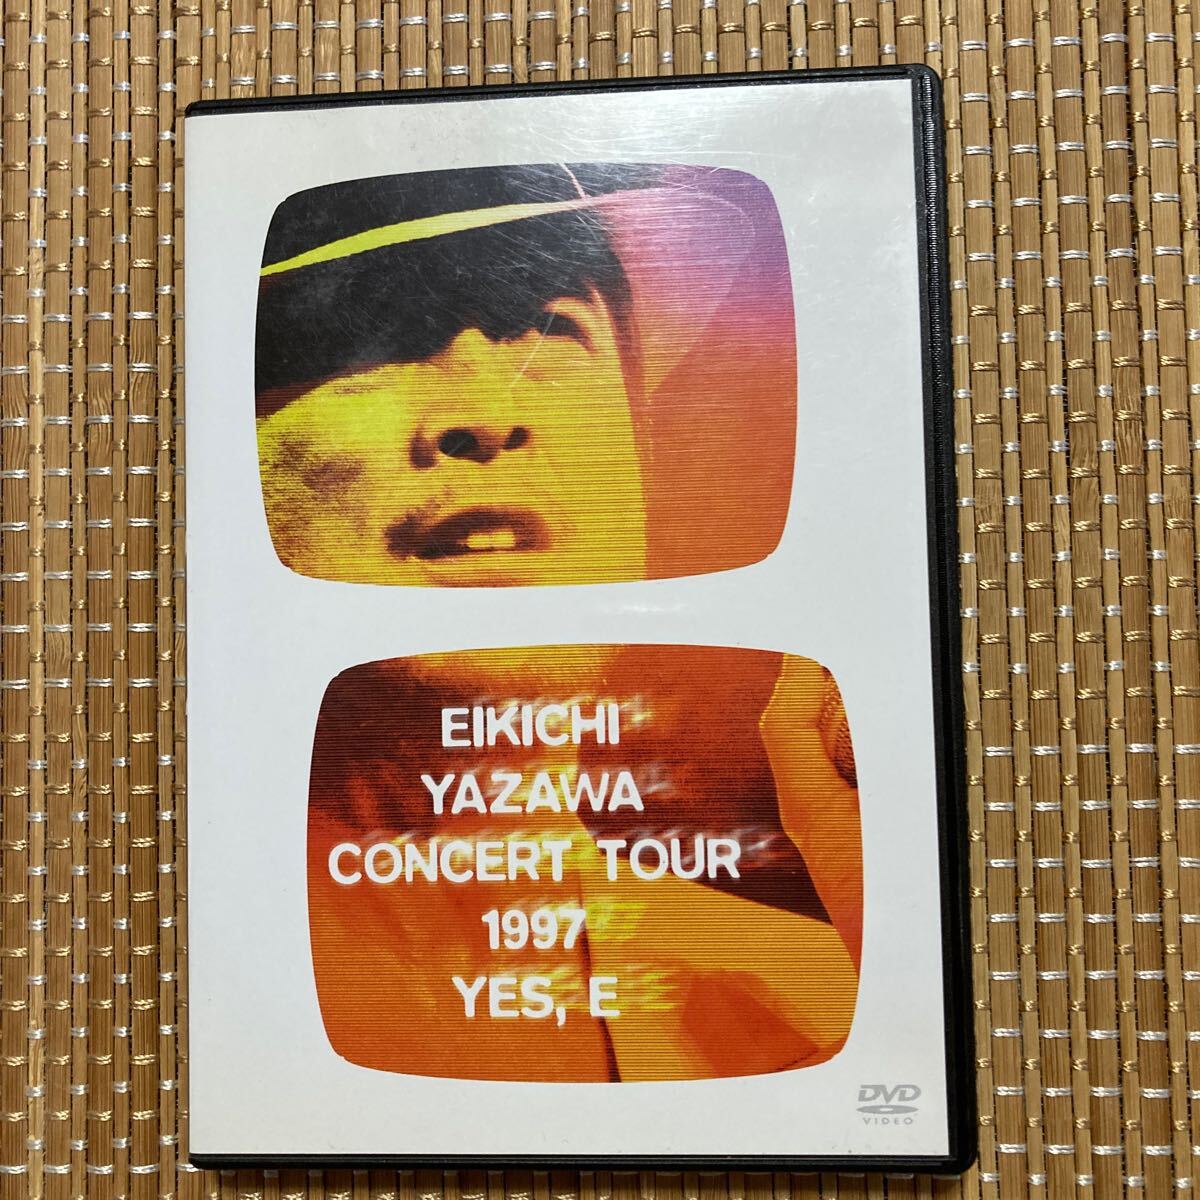 EIKICHI
YAZAWA
CONCERT TOUR
1997
YES, E
DVD
VIDEO